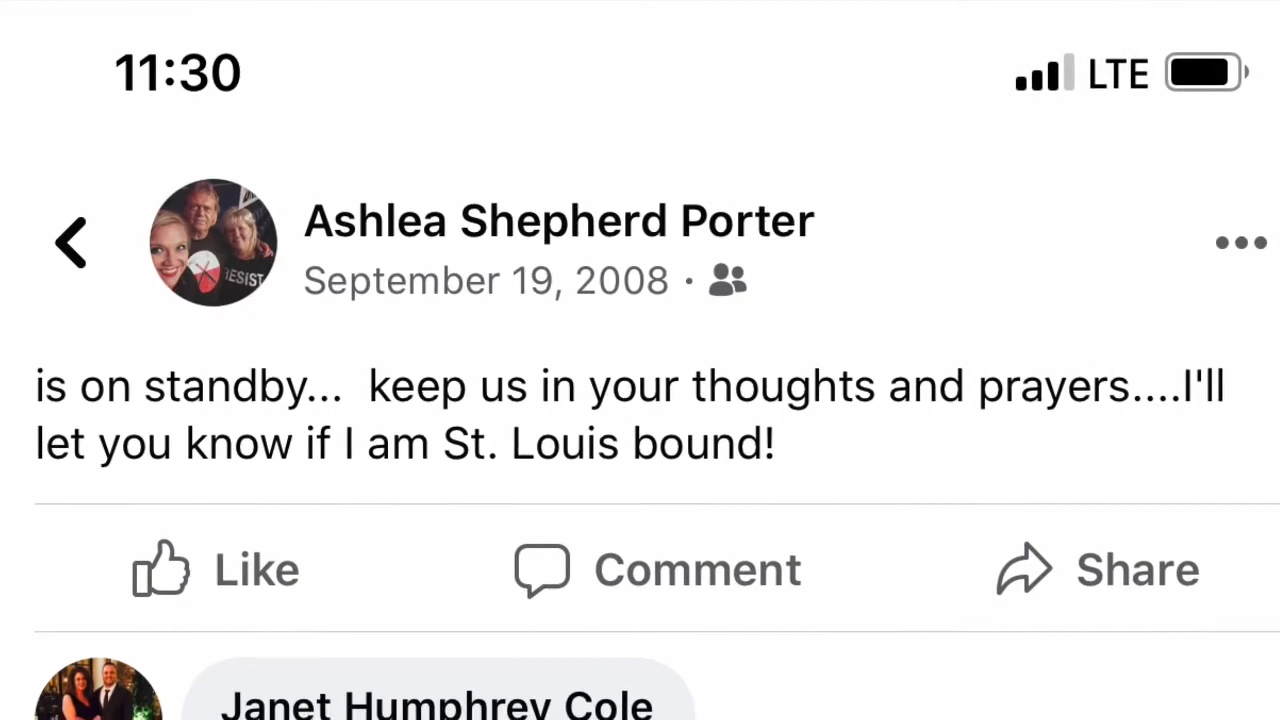 11:30 LTE
Ashlea Shepherd Porter
September 19, 2008 ·
RESIST
is on standby...  keep us in your thoughts and prayers....I'll
let you know if I am St. Louis bound!
Like Comment Share
Janet Humphrey Cole